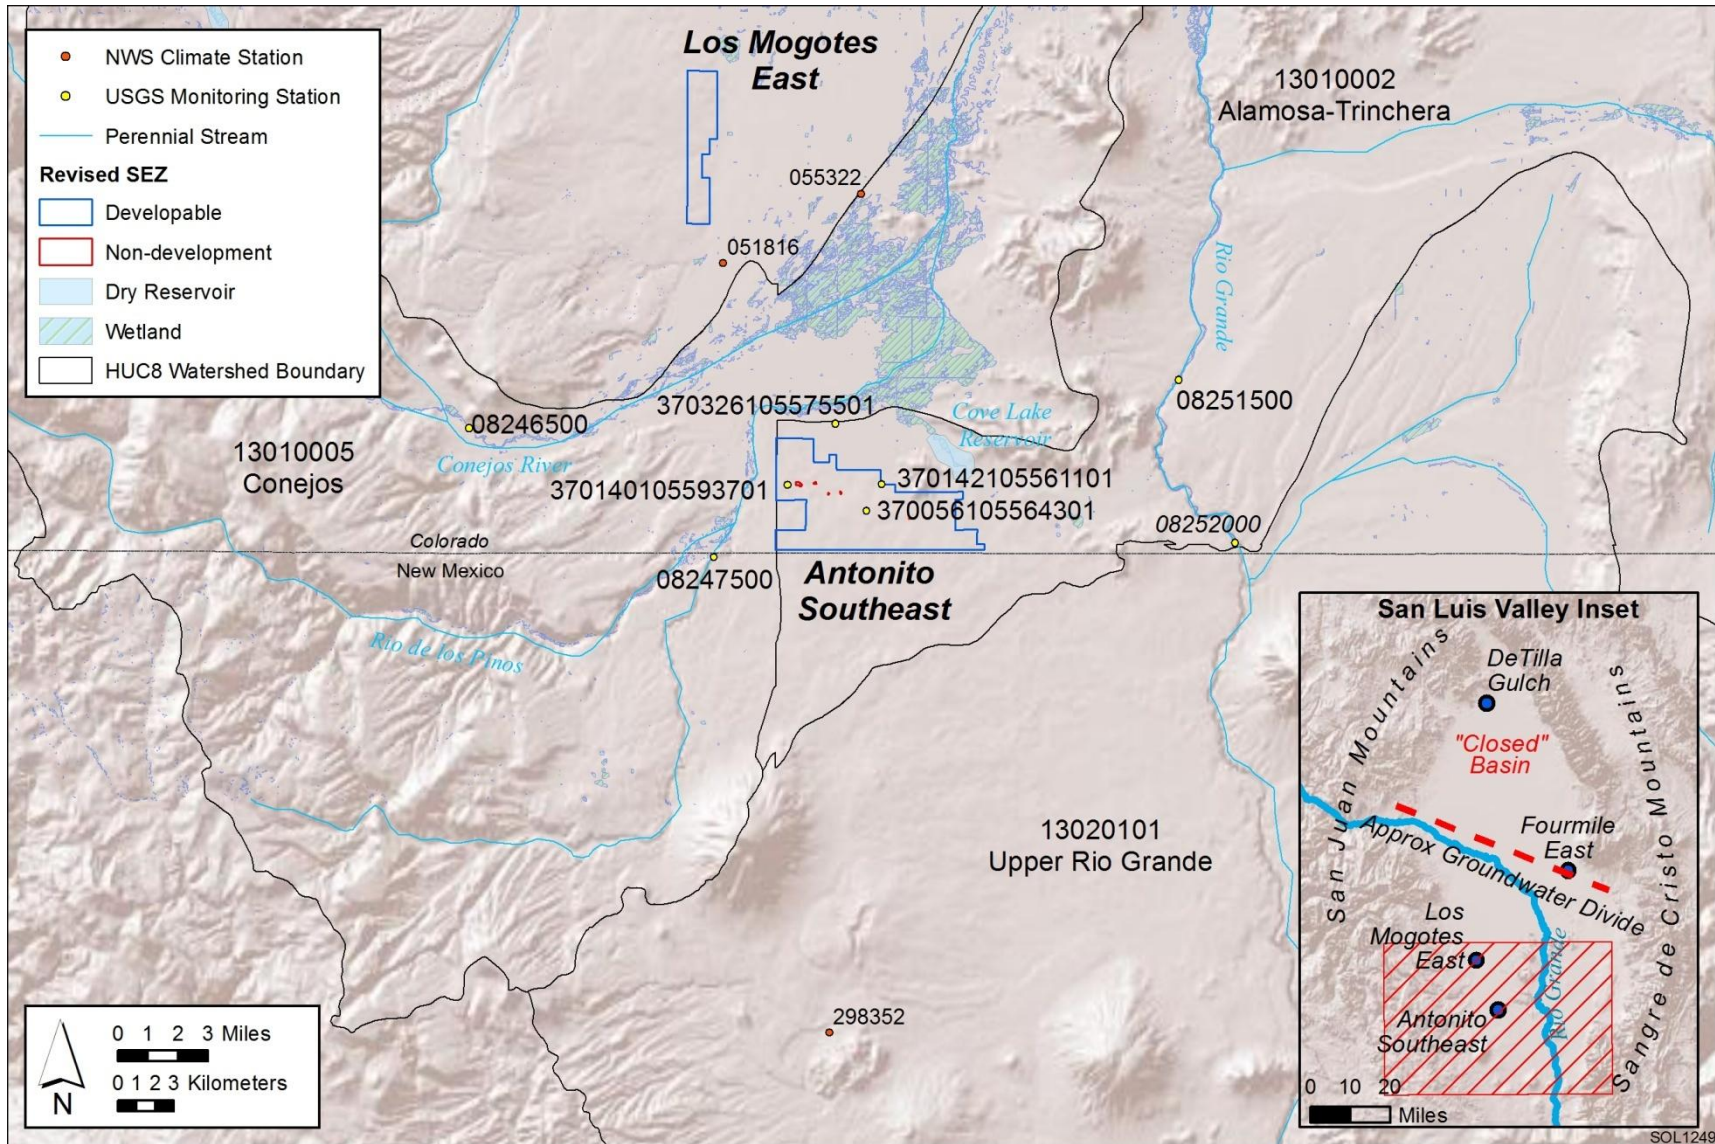 NWS Climate Station
USGS Monitoring Station
Perennial Stream
Revised SEZ
Developable
Non-development
Dry Reservoir
Wetland
HUC8 Watershed Boundary
Los Mogotes
East
13010002
Alamosa-Trinchera
055322
051816
Rio Grande
370326105575501
08246500
Cove Lake
Reservoir
08251500
13010005
Conejos
Conejos River
370140105593701
370142105561101
370056105564301
08252000
Colorado
New Mexico
08247500
Antonito
Southeast
Rio de los Pinos
13020101
Upper Rio Grande
298352
0 1 2 3 Miles
0 1 2 3 Kilometers
N
San Luis Valley Inset
San Juan Mountains
DeTilla
Gulch
"Closed"
Basin
Sangre de Cristo Mountains
Fourmile
East
Approx Groundwater Divide
Los
Mogotes
East
Rio Grande
Antonito
Southeast
0 10 20
Miles
SOL1249